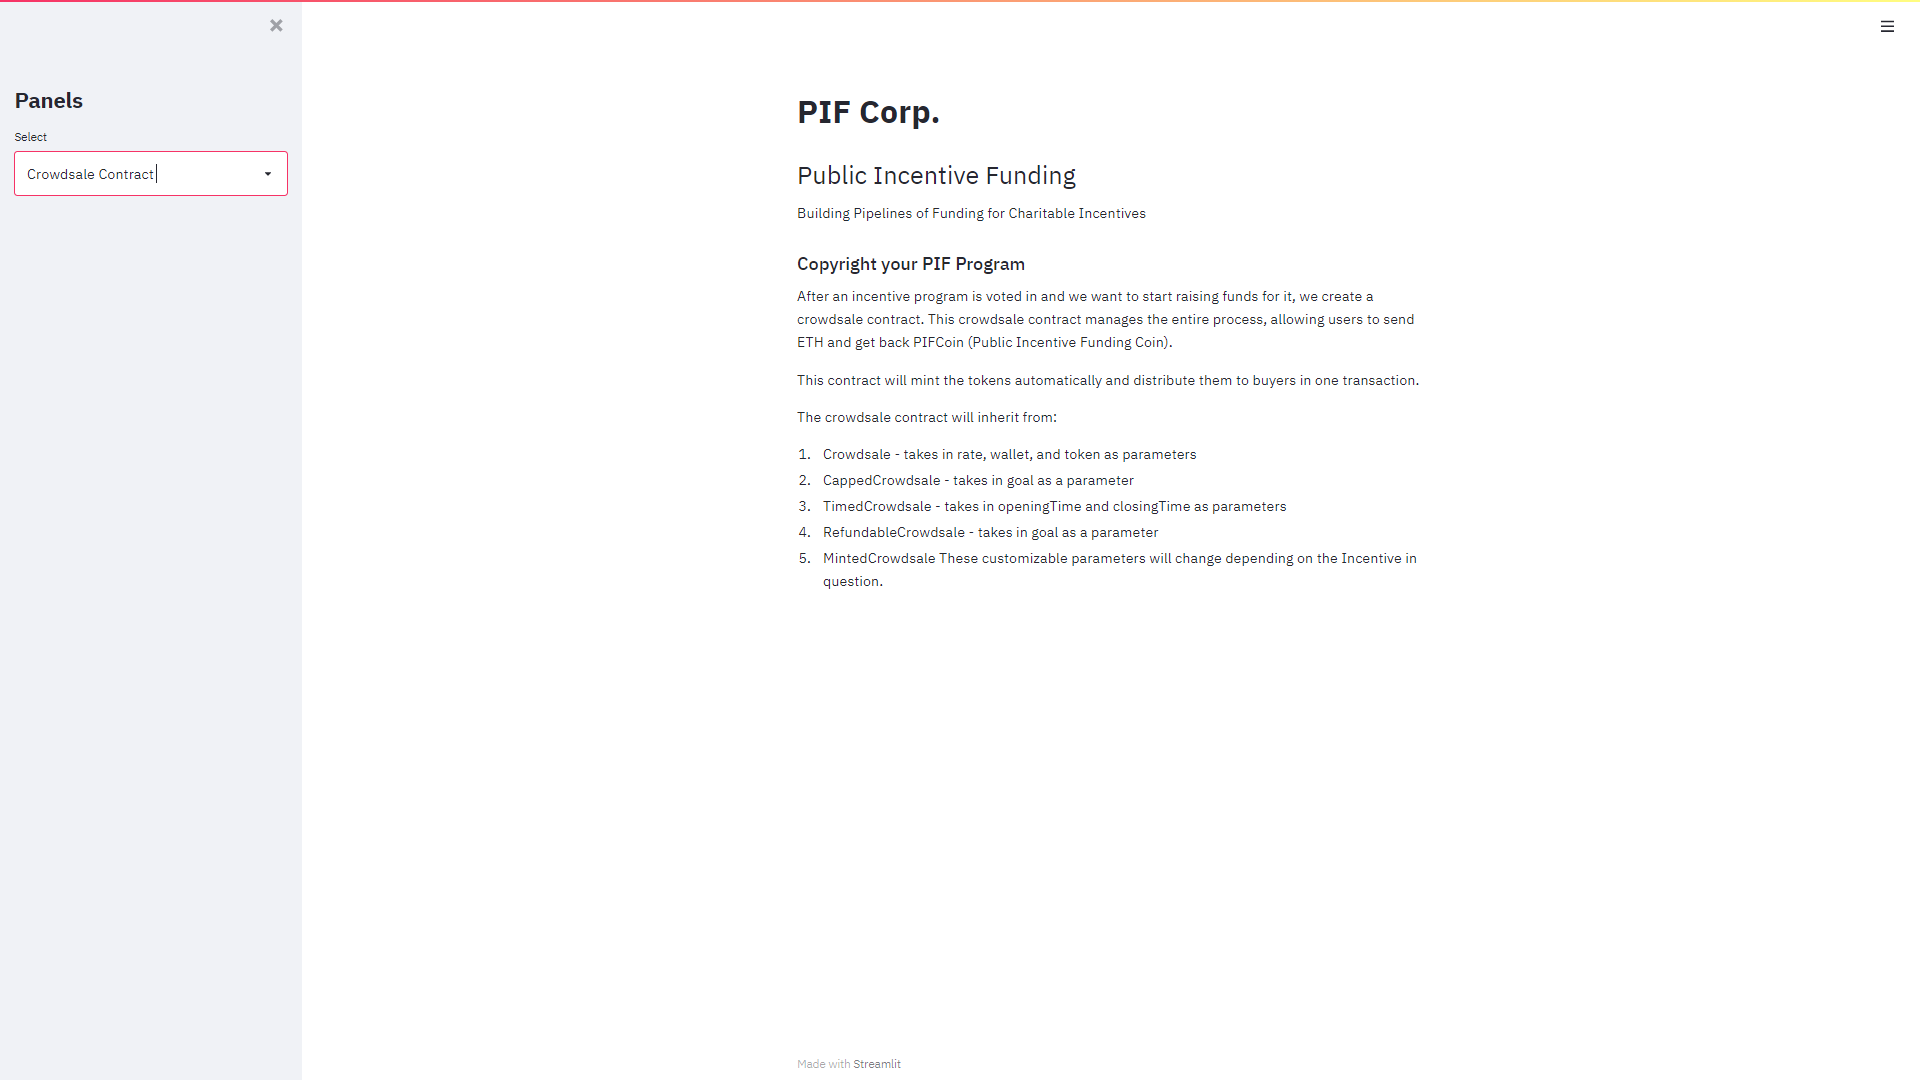 Panels
Select
Crowdsale Contract
PIF Corp.
Public Incentive Funding
Building Pipelines of Funding for Charitable Incentives
Copyright your PIF Program
After an incentive program is voted in and we want to start raising funds for it, we create a
crowdsale contract. This crowdsale contract manages the entire process, allowing users to send
ETH and get back PIFCoin (Public Incentive Funding Coin).
This contract will mint the tokens automatically and distribute them to buyers in one transaction.
The crowdsale contract will inherit from:
1. Crowdsale - takes in rate, wallet, and token as parameters
2. CappedCrowdsale - takes in goal as a parameter
3. TimedCrowdsale - takes in openingTime and closingTime as parameters
4. RefundableCrowdsale - takes in goal as a parameter
5. MintedCrowdsale These customizable parameters will change depending on the Incentive in
question.
Made with Streamlit